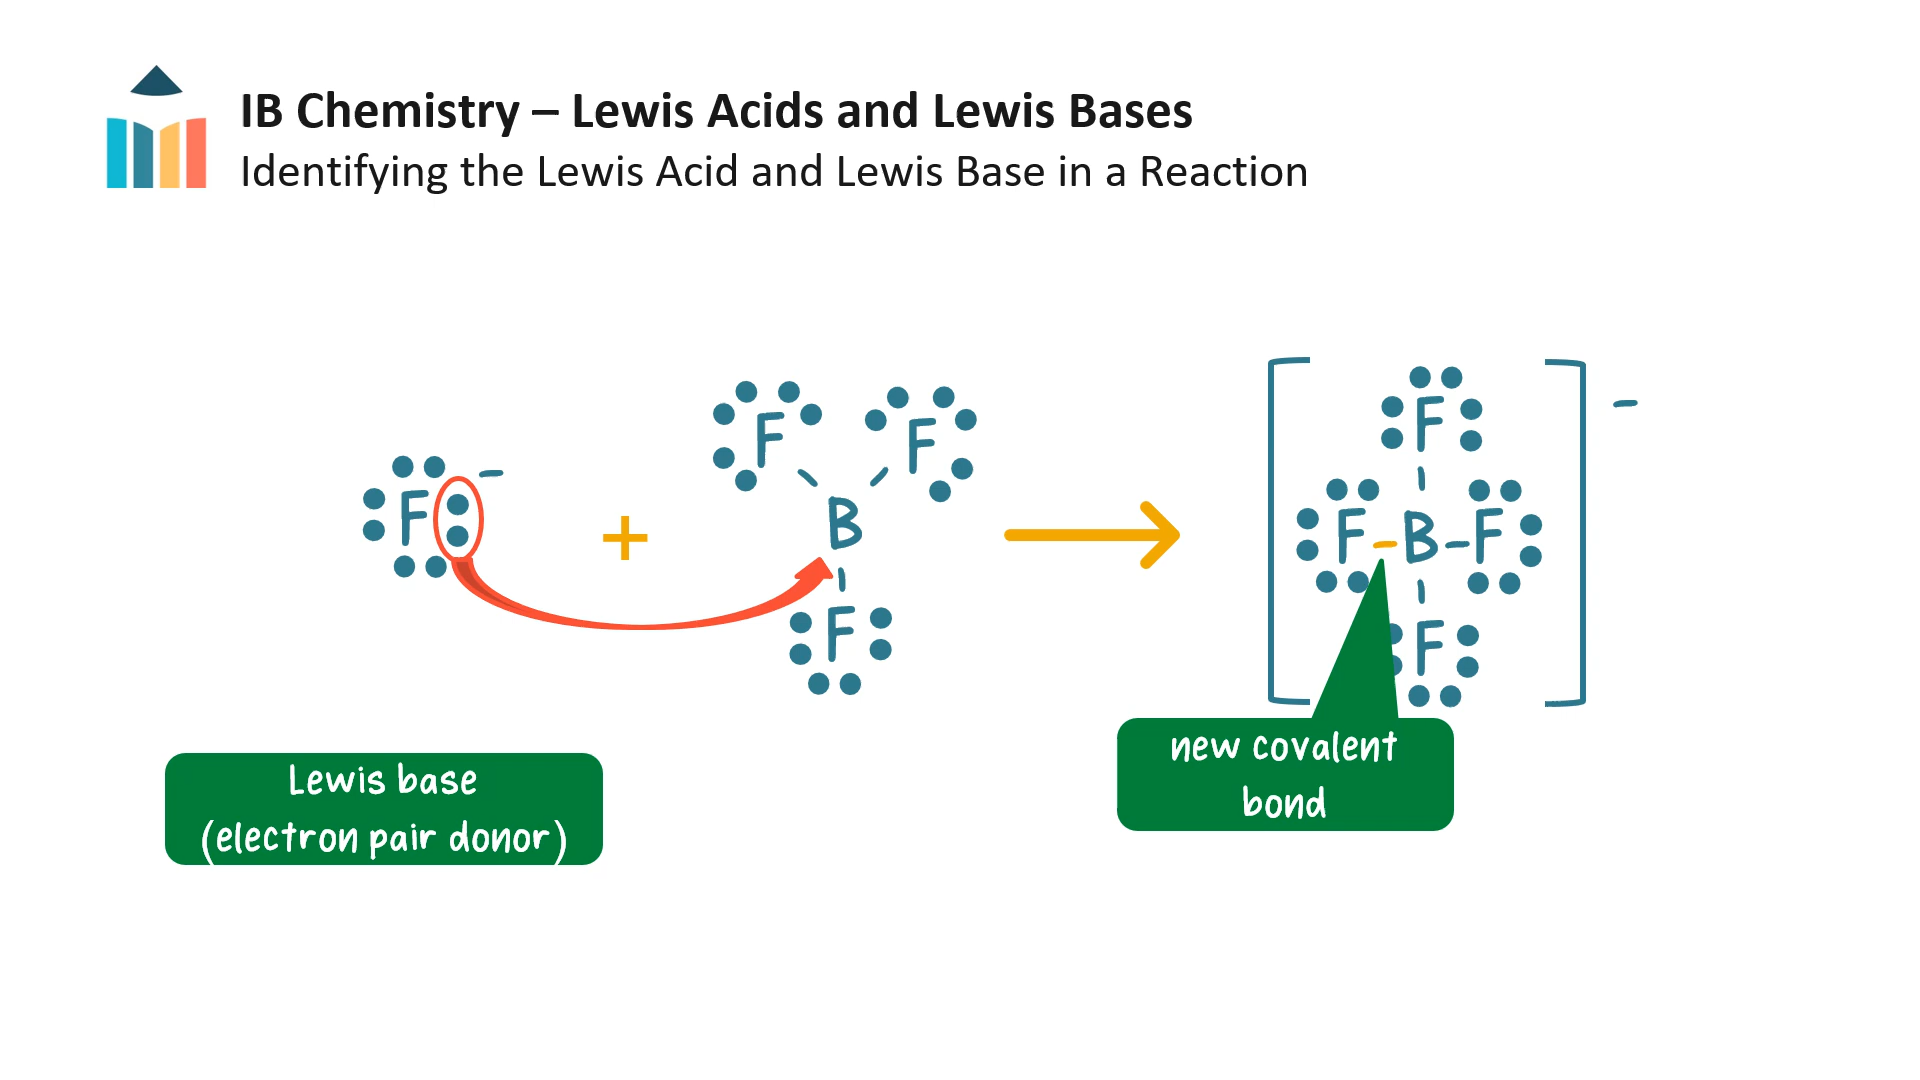 IB Chemistry – Lewis Acids and Lewis Bases
Identifying the Lewis Acid and Lewis Base in a Reaction
F −
+
F F
B
F
F
F − B − F
F
−
Lewis base
(electron pair donor)
new covalent
bond